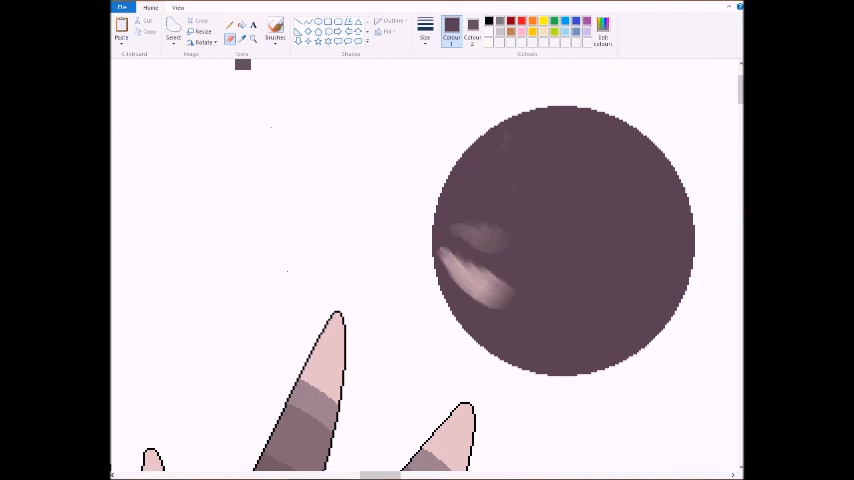 File Home View
Paste Cut Copy Select Crop Resize Rotate Brushes Outline Fill Size Colour 1 Colour 2 Edit colours
Clipboard Image Tools Shapes Colours